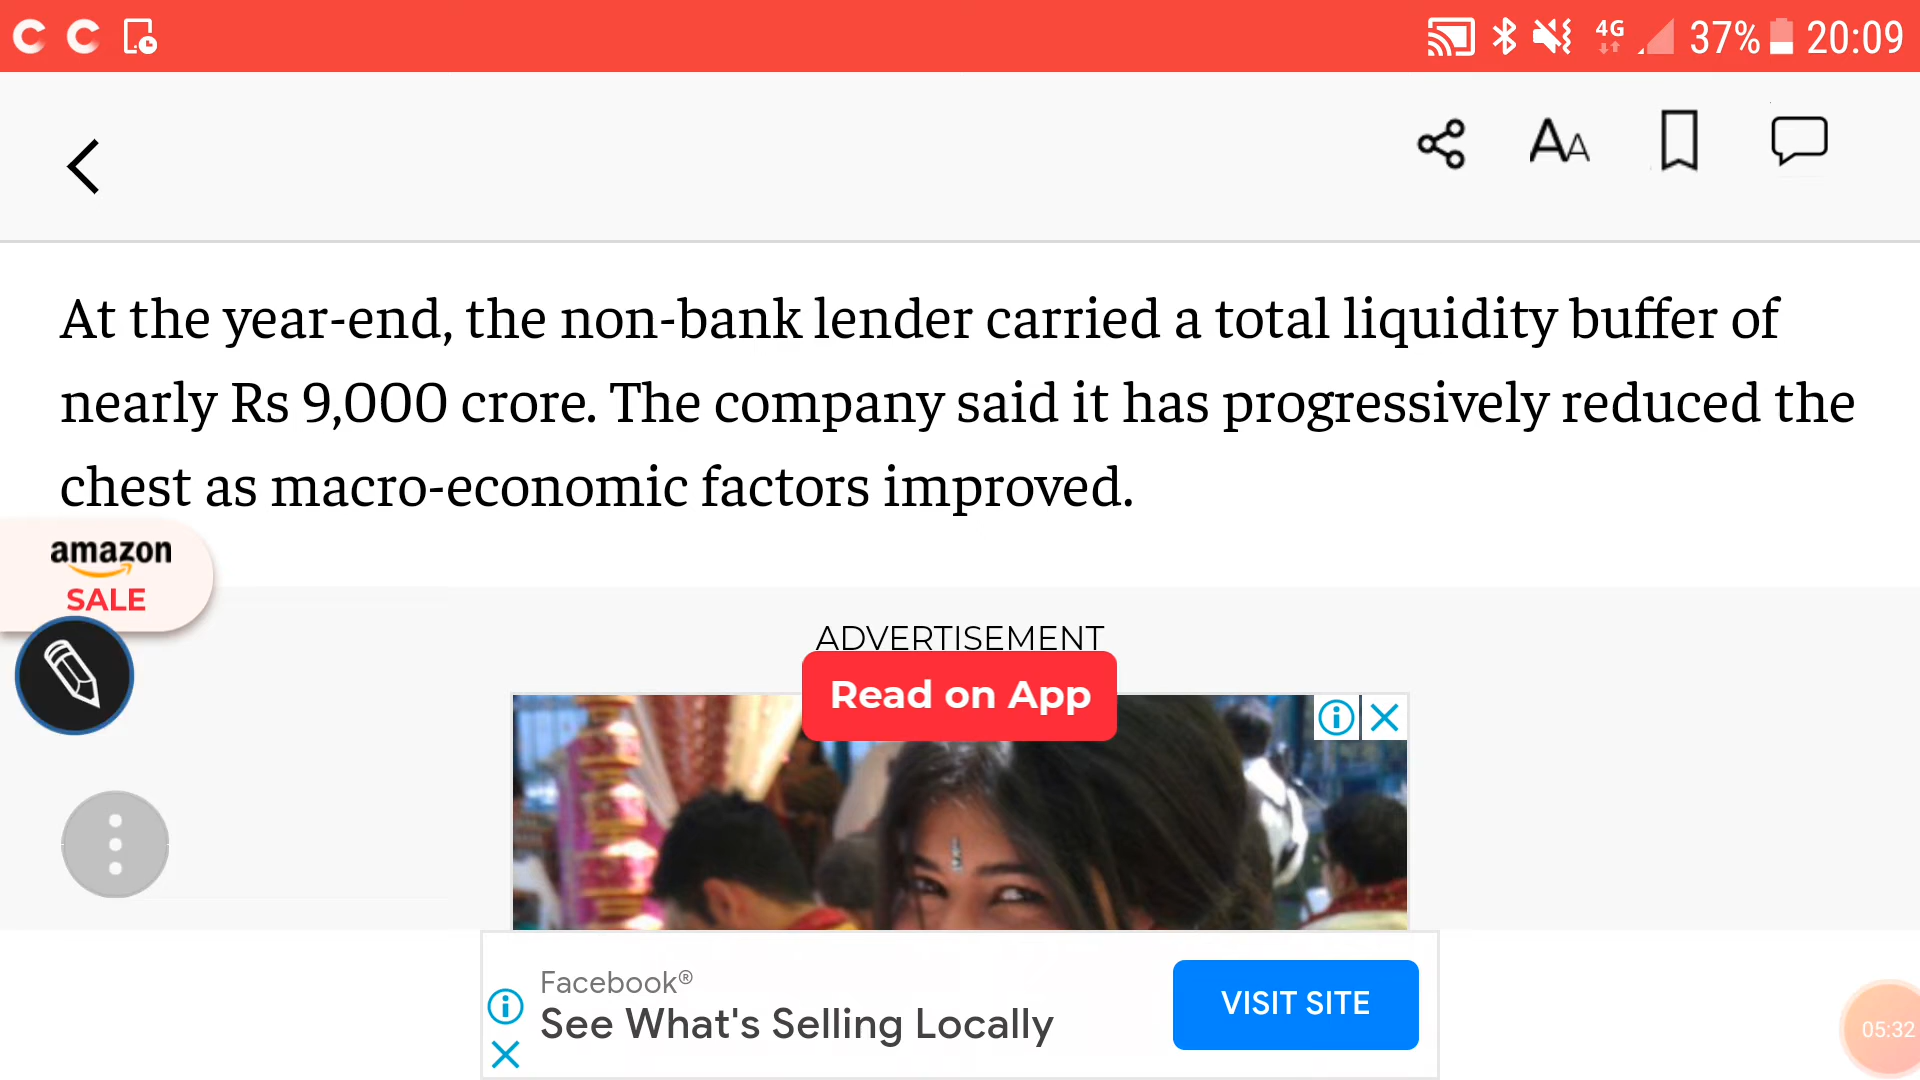 4G 37% 20:09
AA
At the year-end, the non-bank lender carried a total liquidity buffer of
nearly Rs 9,000 crore. The company said it has progressively reduced the
chest as macro-economic factors improved.
amazon
SALE
ADVERTISEMENT
Read on App
Facebook®
See What's Selling Locally
VISIT SITE
05:32